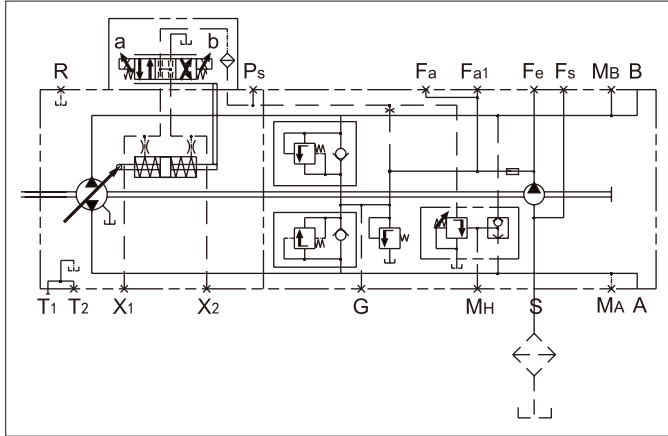 a b
R Ps Fa Fa1 Fe Fs MB B
T1 T2 X1 X2 G MH S MA A